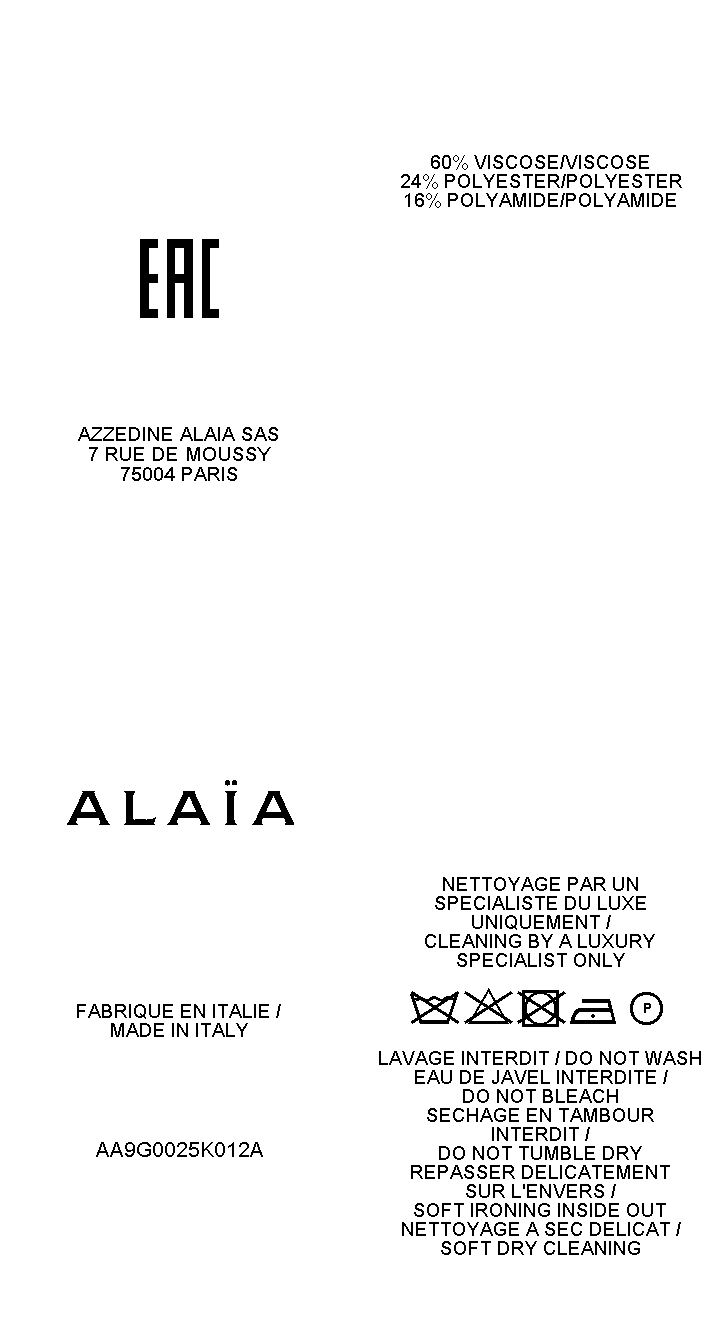 EAC
AZZEDINE ALAIA SAS
7 RUE DE MOUSSY
75004 PARIS
ALAÏA
FABRIQUE EN ITALIE /
MADE IN ITALY
AA9G0025K012A
60% VISCOSE/VISCOSE
24% POLYESTER/POLYESTER
16% POLYAMIDE/POLYAMIDE
NETTOYAGE PAR UN
SPECIALISTE DU LUXE
UNIQUEMENT /
CLEANING BY A LUXURY
SPECIALIST ONLY
P
LAVAGE INTERDIT / DO NOT WASH
EAU DE JAVEL INTERDITE /
DO NOT BLEACH
SECHAGE EN TAMBOUR
INTERDIT /
DO NOT TUMBLE DRY
REPASSER DELICATEMENT
SUR L'ENVERS /
SOFT IRONING INSIDE OUT
NETTOYAGE A SEC DELICAT /
SOFT DRY CLEANING